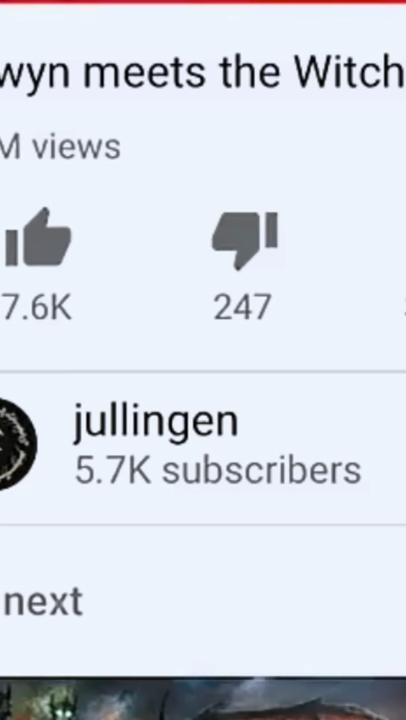 wyn meets the Witch
M views
7.6K 247
jullingen
5.7K subscribers
next